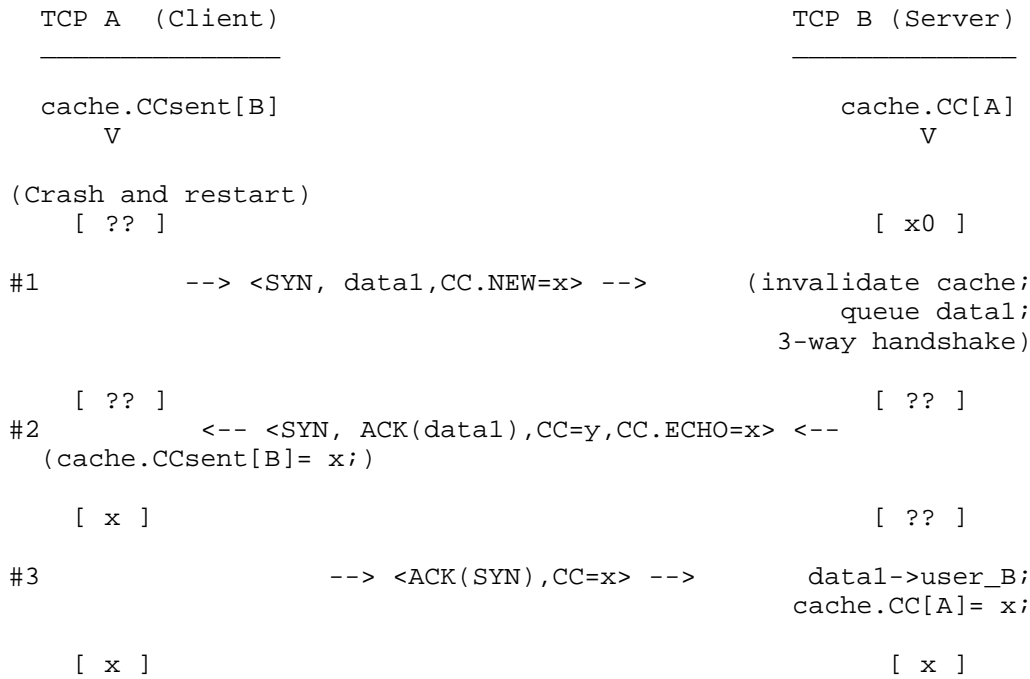 TCP A  (Client)                                TCP B (Server)
_______________                                ______________
cache.CCsent[B]                                   cache.CC[A]
V                                                  V
(Crash and restart)
[ ?? ]                                            [ x0 ]
#1          --> <SYN, data1,CC.NEW=x> -->      (invalidate cache;
queue data1;
3-way handshake)
[ ?? ]                                            [ ?? ]
#2           <-- <SYN, ACK(data1),CC=y,CC.ECHO=x> <--
(cache.CCsent[B]= x;)
[ x ]                                             [ ?? ]
#3                   --> <ACK(SYN),CC=x> -->       data1->user_B;
cache.CC[A]= x;
[ x ]                                              [ x ]